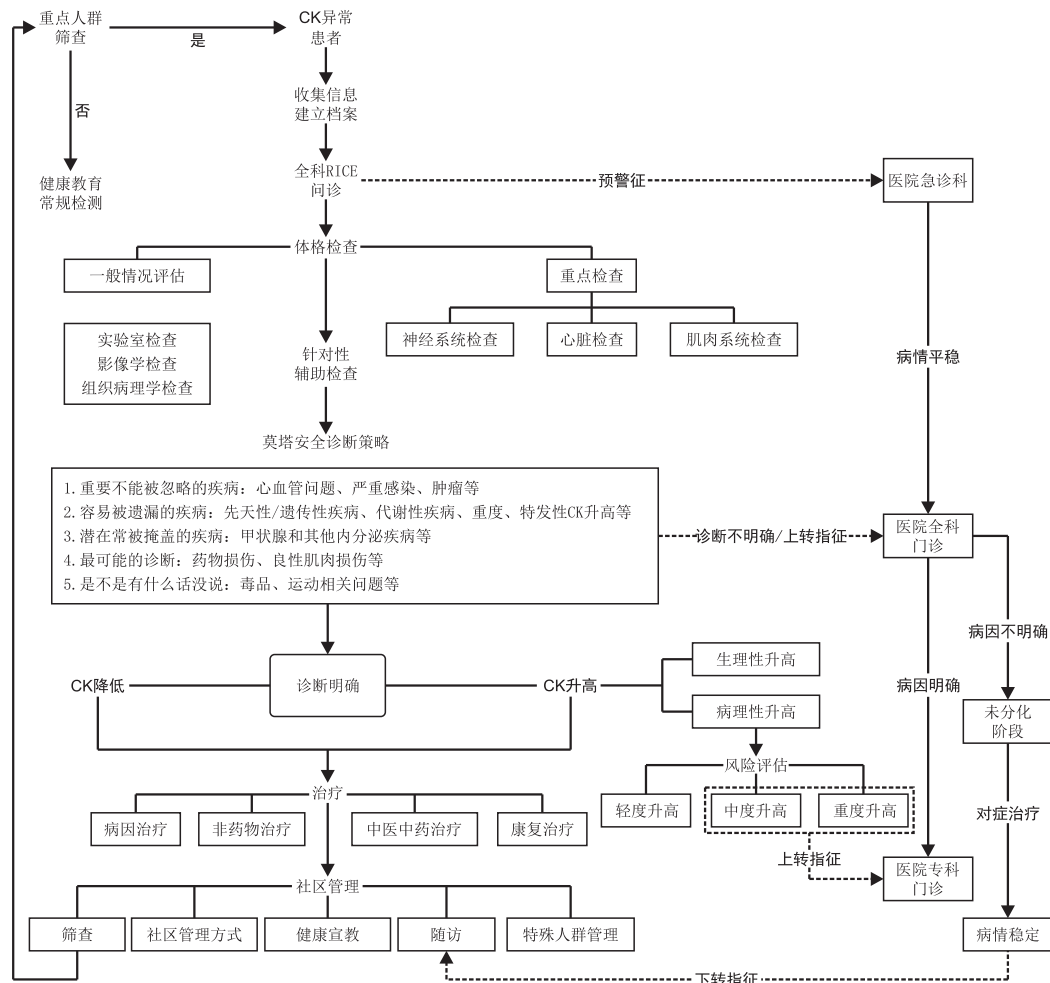 重点人群
筛查
是
CK异常
患者
否
收集信息
建立档案
健康教育
常规检测
全科RICE
问诊
预警征
医院急诊科
体格检查
一般情况评估
重点检查
实验室检查
影像学检查
组织病理学检查
针对性
辅助检查
神经系统检查
心脏检查
肌肉系统检查
病情平稳
莫塔安全诊断策略
1.重要不能被忽略的疾病：心血管问题、严重感染、肿瘤等
2.容易被遗漏的疾病：先天性/遗传性疾病、代谢性疾病、重度、特发性CK升高等
3.潜在常被掩盖的疾病：甲状腺和其他内分泌疾病等
4.最可能的诊断：药物损伤、良性肌肉损伤等
5.是不是有什么话没说：毒品、运动相关问题等
诊断不明确/上转指征
医院全科
门诊
病因不明确
病因明确
未分化
阶段
CK降低
诊断明确
CK升高
生理性升高
病理性升高
风险评估
轻度升高
中度升高
重度升高
对症治疗
治疗
病因治疗
非药物治疗
中医中药治疗
康复治疗
上转指征
医院专科
门诊
社区管理
筛查
社区管理方式
健康宣教
随访
特殊人群管理
病情稳定
下转指征